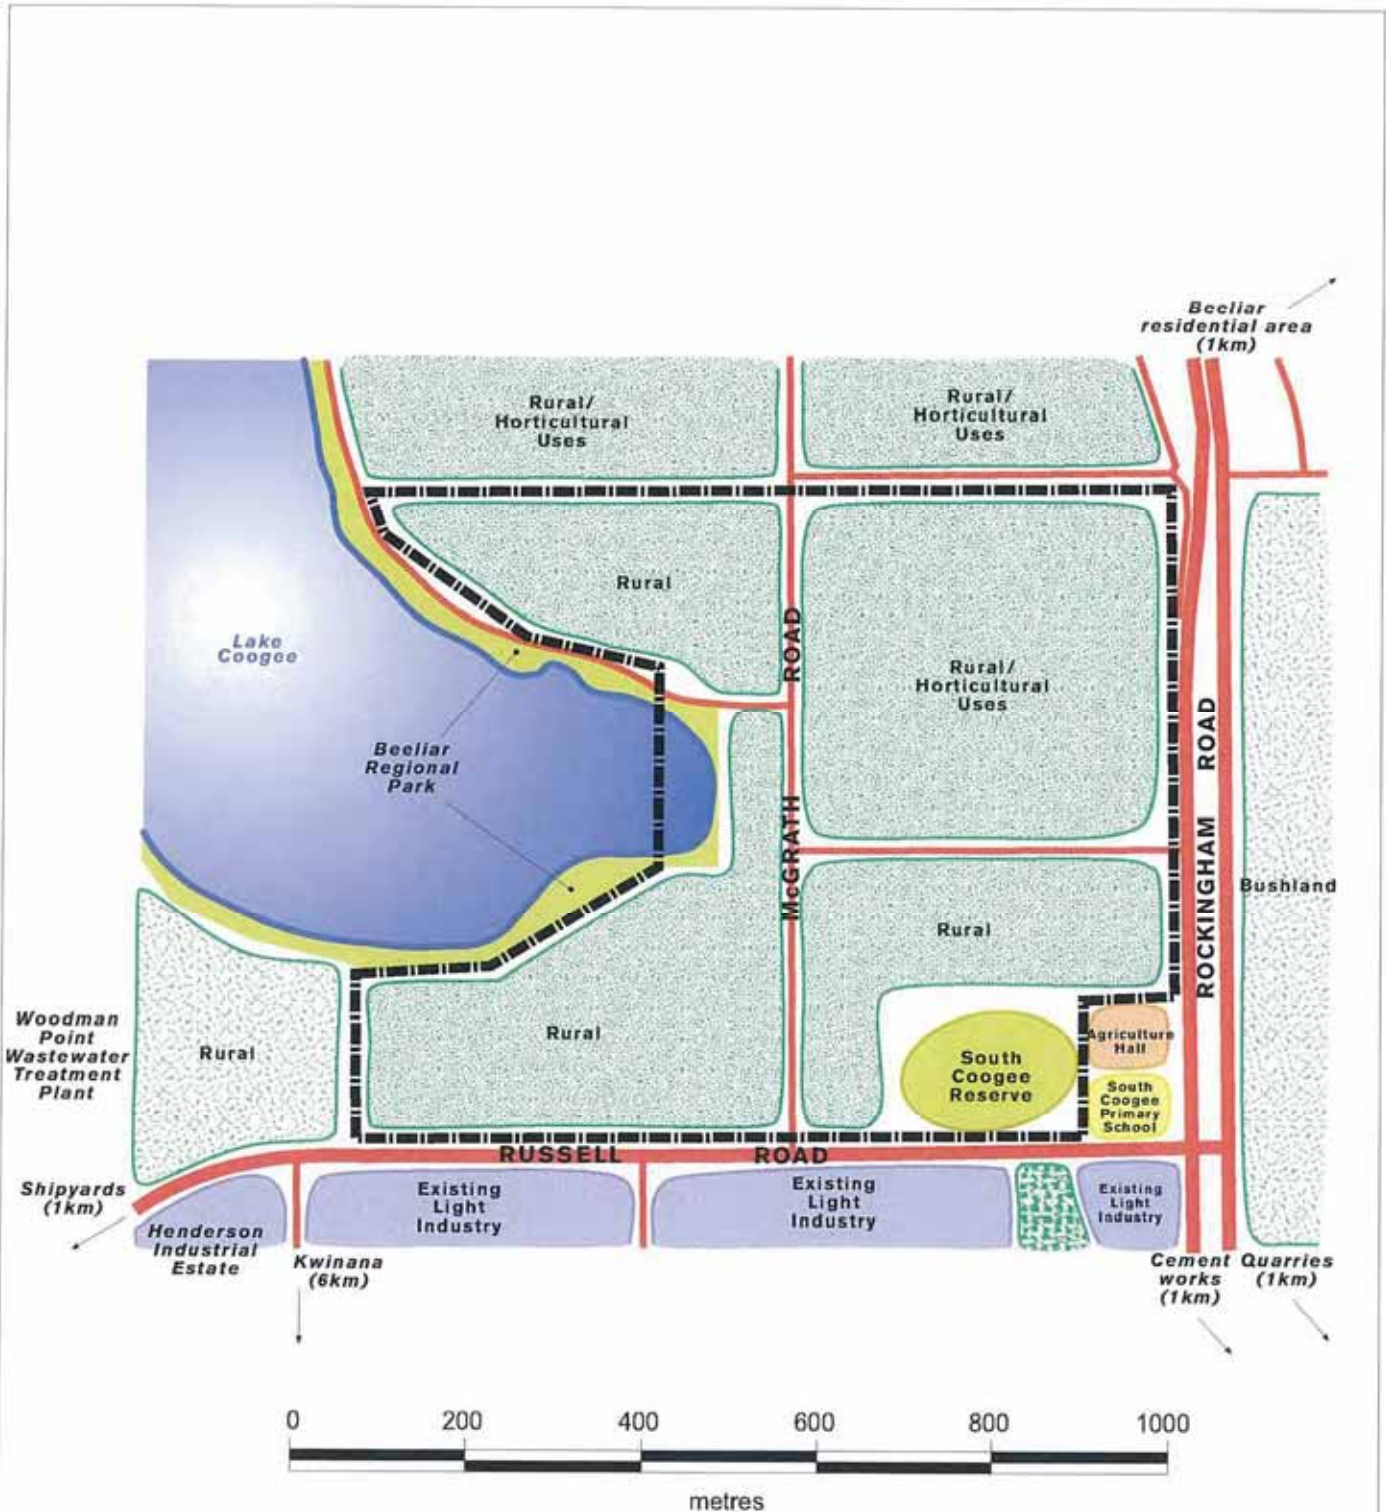 Beeliar
residential area
(1km)
Rural/
Horticultural
Uses
Rural/
Horticultural
Uses
Rural
Lake
Coogee
Rural/
Horticultural
Uses
ROAD
McGRATH
Beeliar
Regional
Park
ROAD
ROCKINGHAM
Bushland
Rural
Woodman
Point
Wastewater
Treatment
Plant
Rural
Rural
South
Coogee
Reserve
Agriculture
Hall
South
Coogee
Primary
School
RUSSELL ROAD
Shipyards
(1km)
Henderson
Industrial
Estate
Existing
Light
Industry
Existing
Light
Industry
Existing
Light
Industry
Kwinana
(6km)
Cement
works
(1km)
Quarries
(1km)
0 200 400 600 800 1000
metres